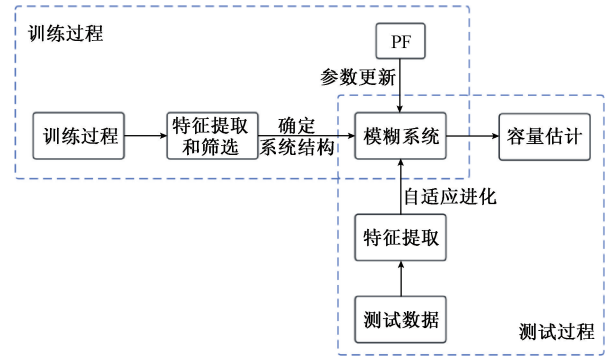 训练过程
PF
参数更新
训练过程
特征提取
和筛选
确定
系统结构
模糊系统
容量估计
自适应进化
特征提取
测试数据
测试过程